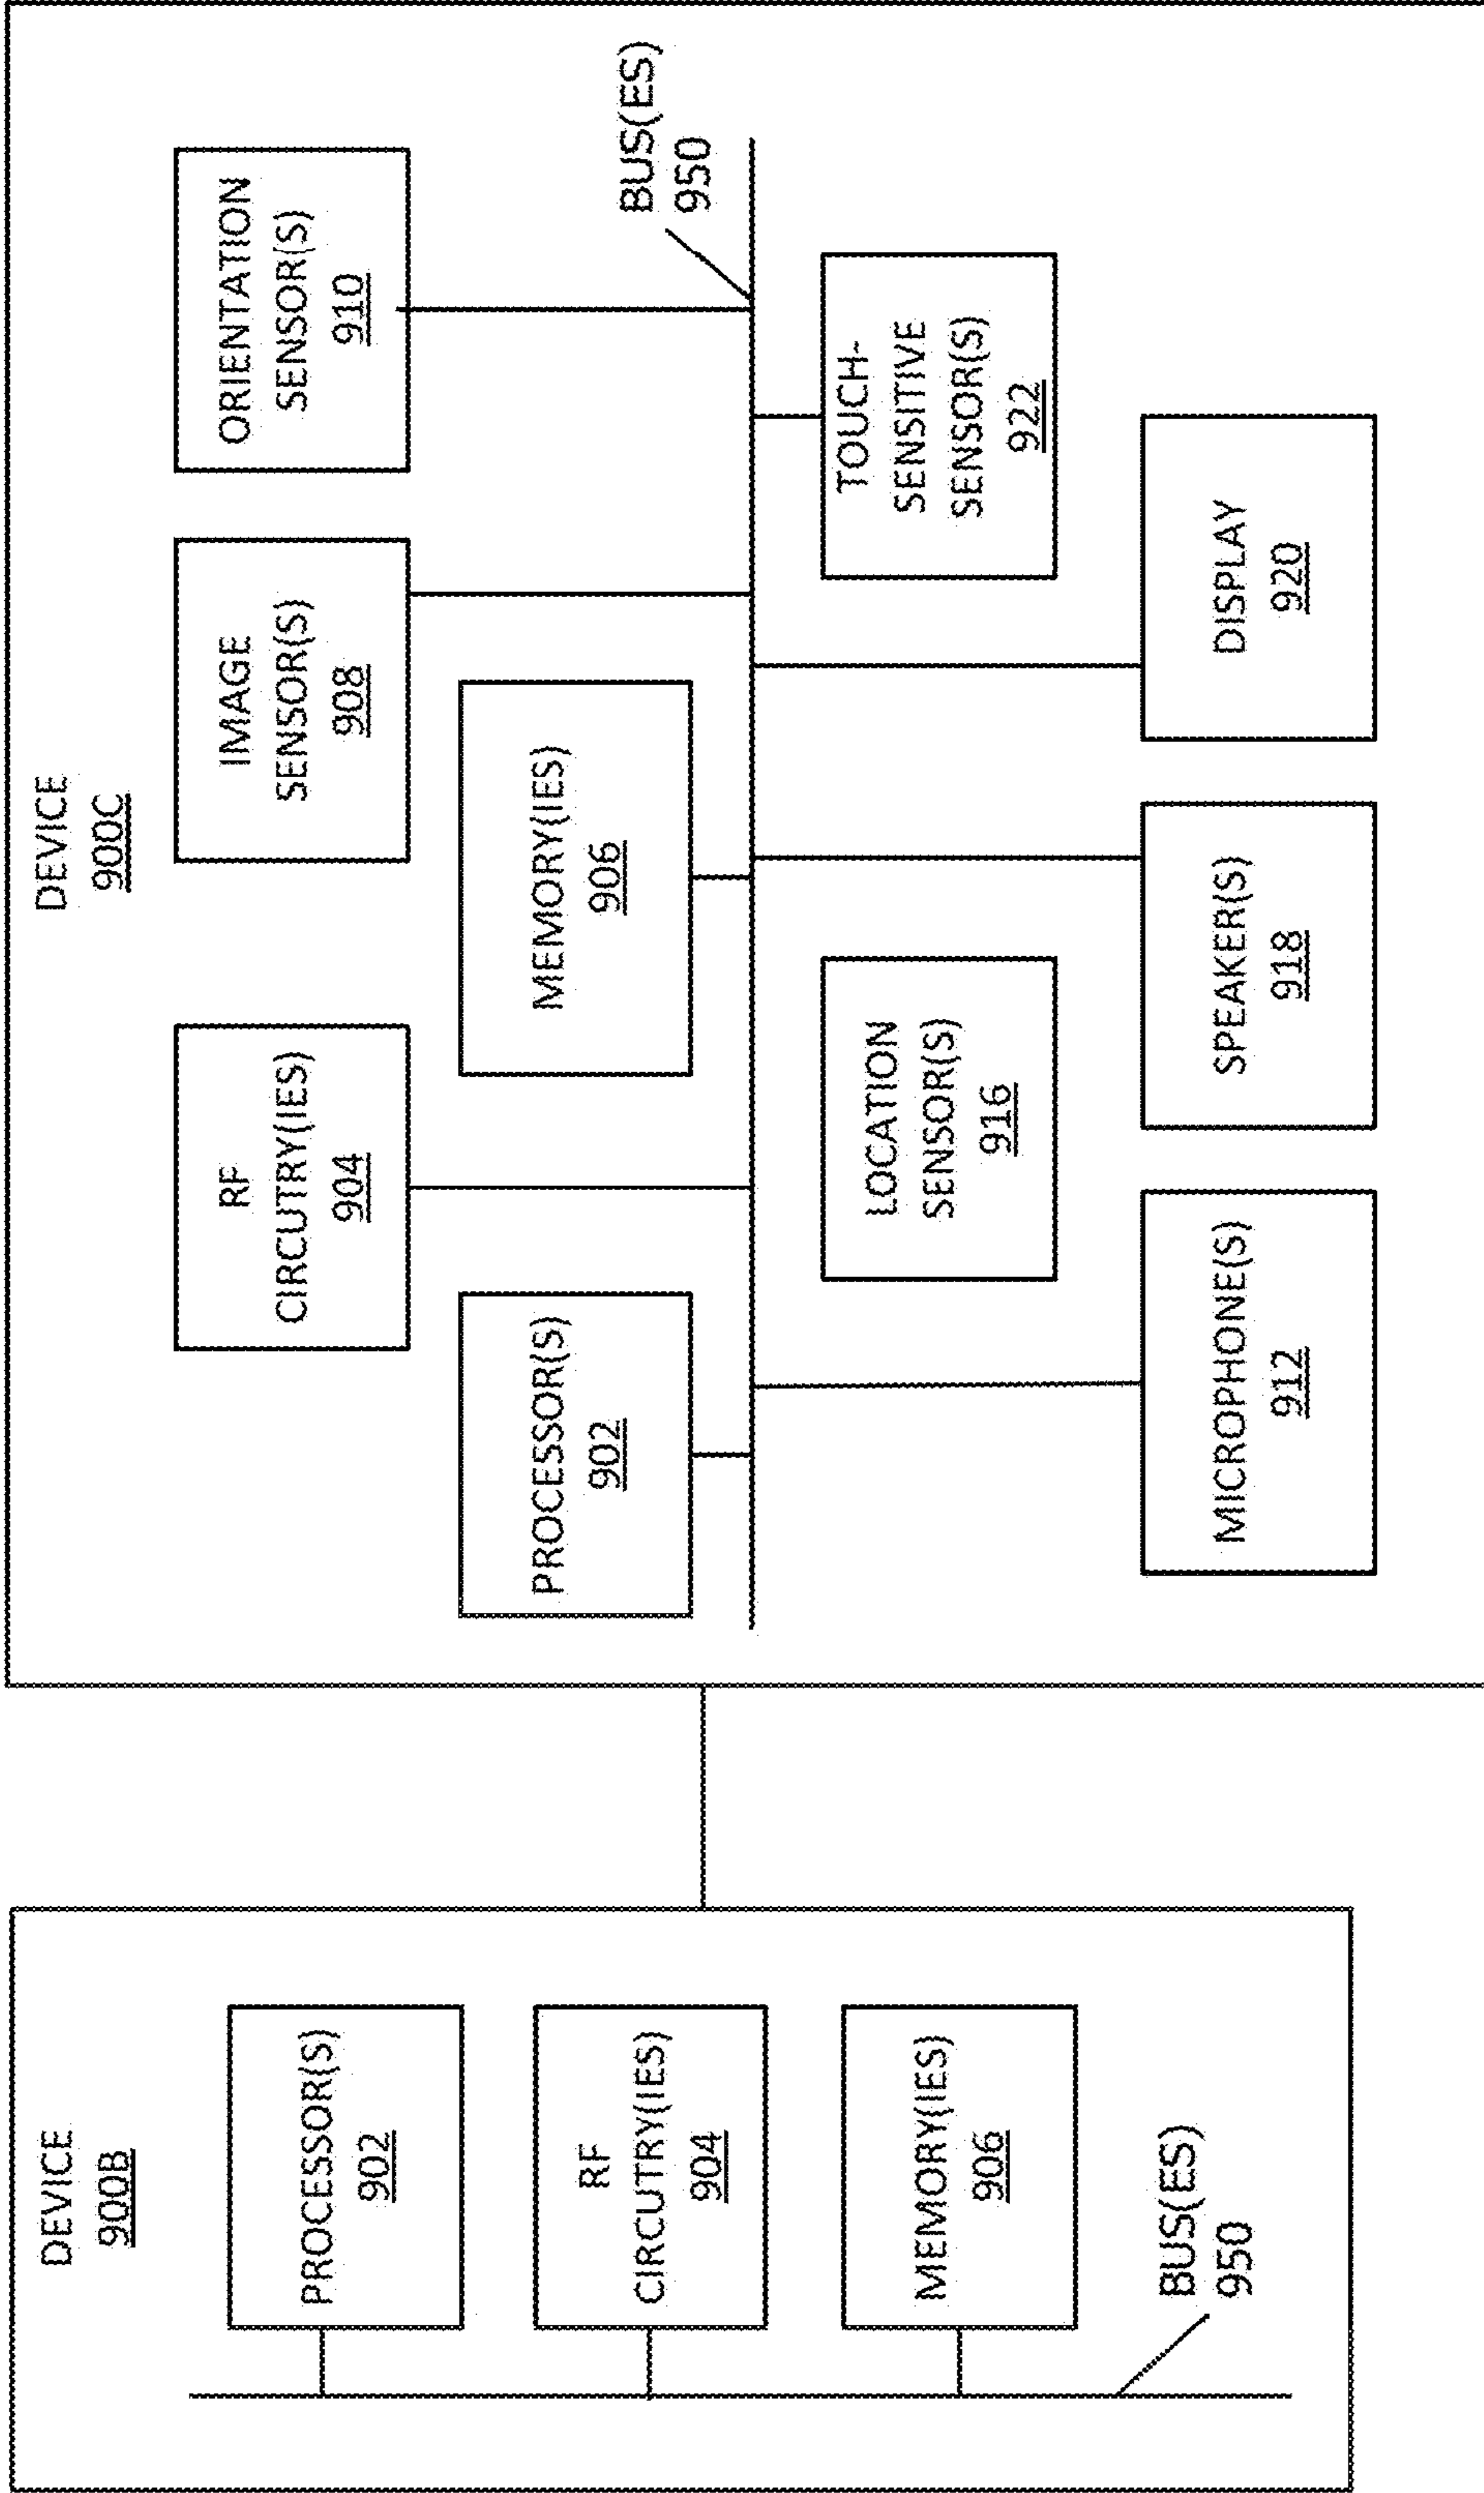 DEVICE
900B
PROCESSOR(S)
902
RF
CIRCUTRY(IES)
904
MEMORY(IES)
906
BUS(ES)
950
DEVICE
900C
RF
CIRCUTRY(IES)
904
IMAGE
SENSOR(S)
908
ORIENTATION
SENSOR(S)
910
PROCESSOR(S)
902
MEMORY(IES)
906
BUS(ES)
950
LOCATION
SENSOR(S)
916
TOUCH-
SENSITIVE
SENSOR(S)
922
MICROPHONE(S)
912
SPEAKER(S)
918
DISPLAY
920